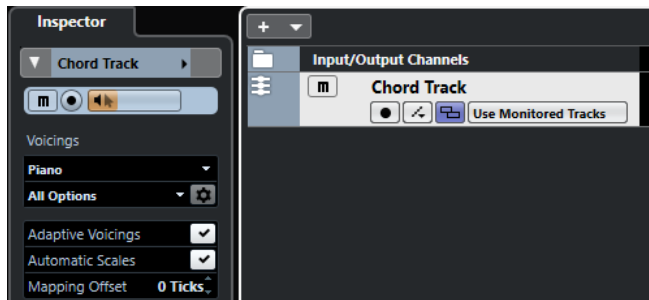 Inspector
Chord Track
m
Voicings
Piano
All Options
Adaptive Voicings
Automatic Scales
Mapping Offset 0 Ticks
+
Input/Output Channels
m Chord Track
Use Monitored Tracks